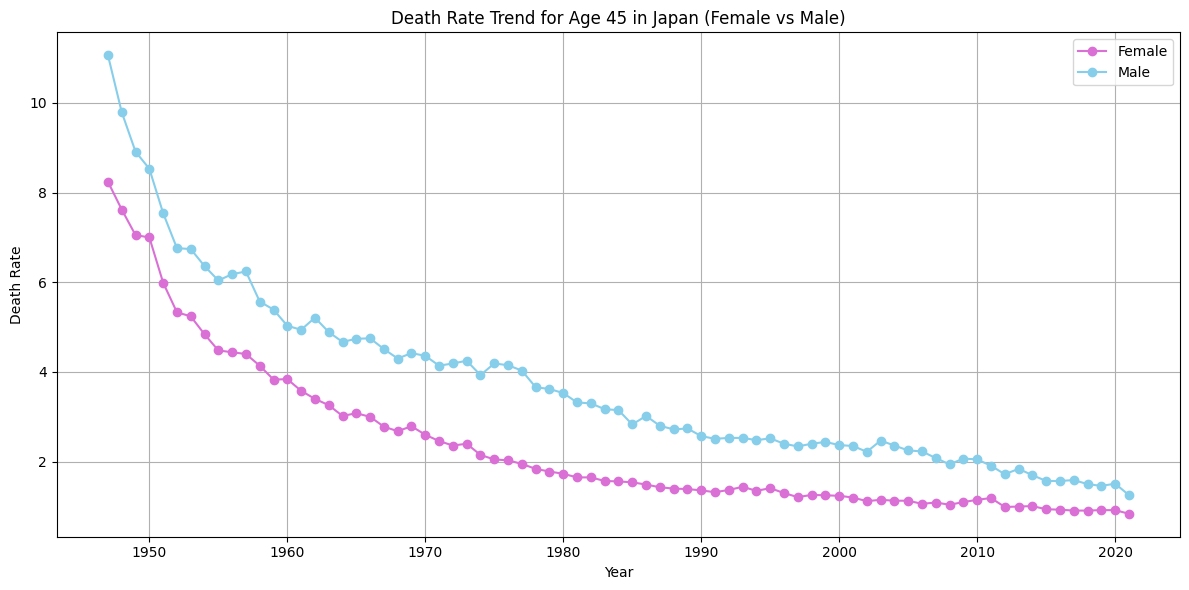 Death Rate Trend for Age 45 in Japan (Female vs Male)
Female
Male
Death Rate
10
8
6
4
2
1950 1960 1970 1980 1990 2000 2010 2020
Year